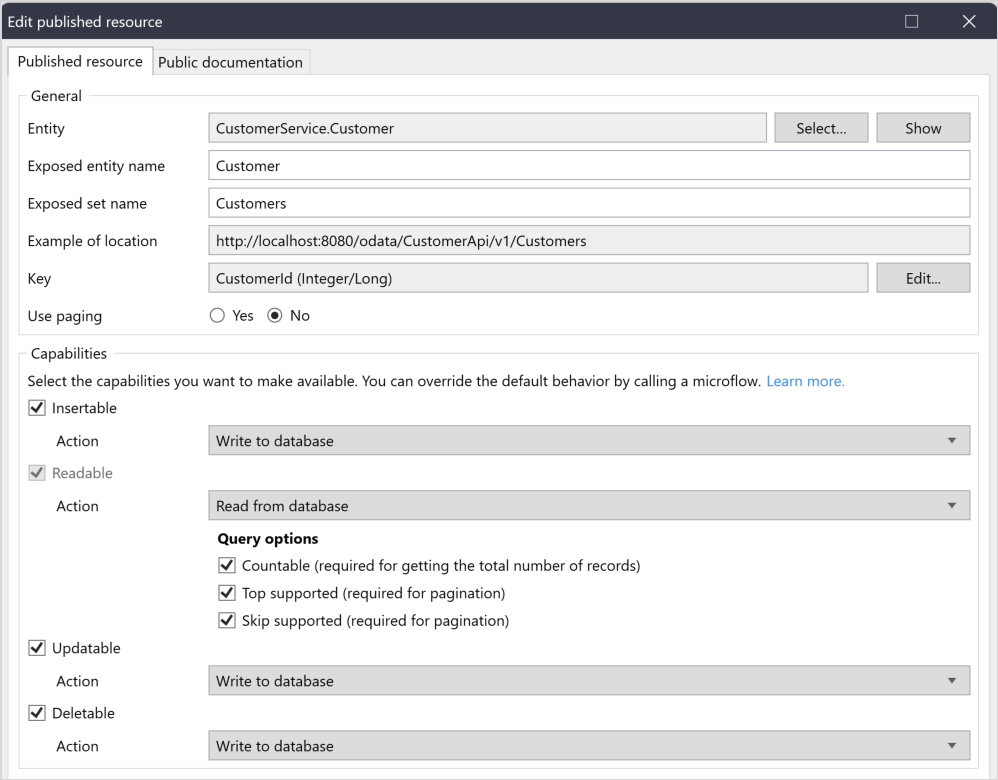 Edit published resource
Published resource Public documentation
General
Entity CustomerService.Customer Select... Show
Exposed entity name Customer
Exposed set name Customers
Example of location http://localhost:8080/odata/CustomerApi/v1/Customers
Key CustomerId (Integer/Long) Edit...
Use paging Yes No
Capabilities
Select the capabilities you want to make available. You can override the default behavior by calling a microflow. Learn more.
Insertable
Action Write to database
Readable
Action Read from database
Query options
Countable (required for getting the total number of records)
Top supported (required for pagination)
Skip supported (required for pagination)
Updatable
Action Write to database
Deletable
Action Write to database